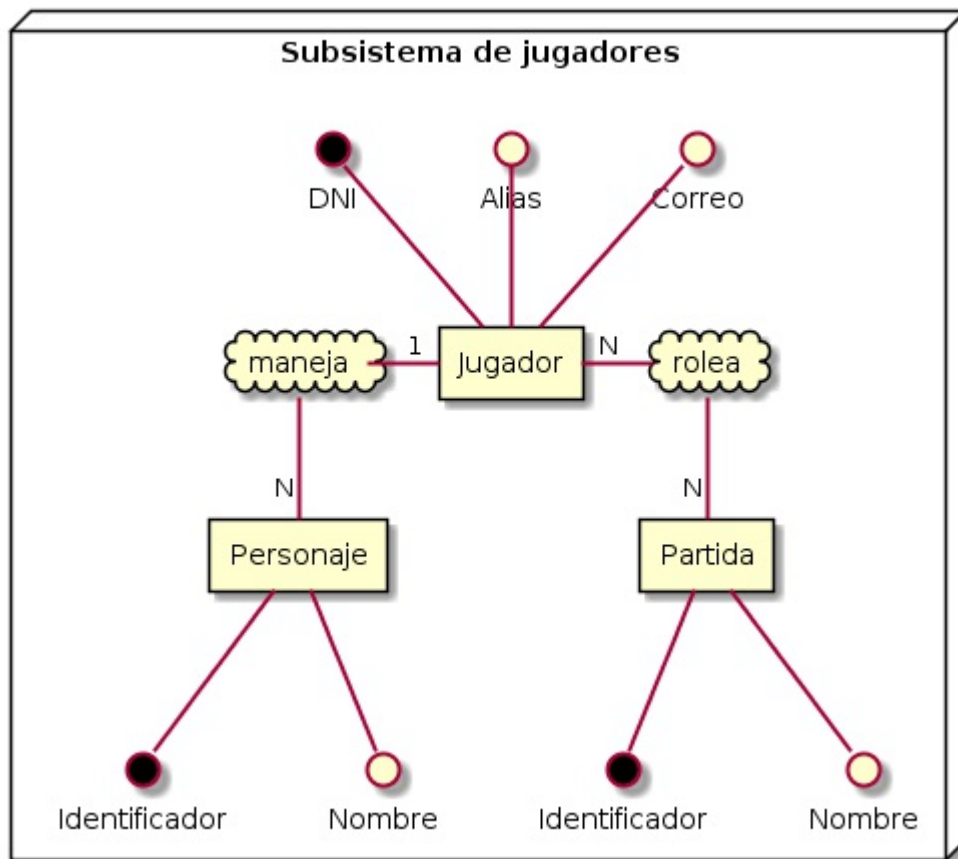 Subsistema de jugadores
DNI
Alias
Correo
maneja
1
Jugador
N
rolea
N
N
Personaje
Partida
Identificador
Nombre
Identificador
Nombre